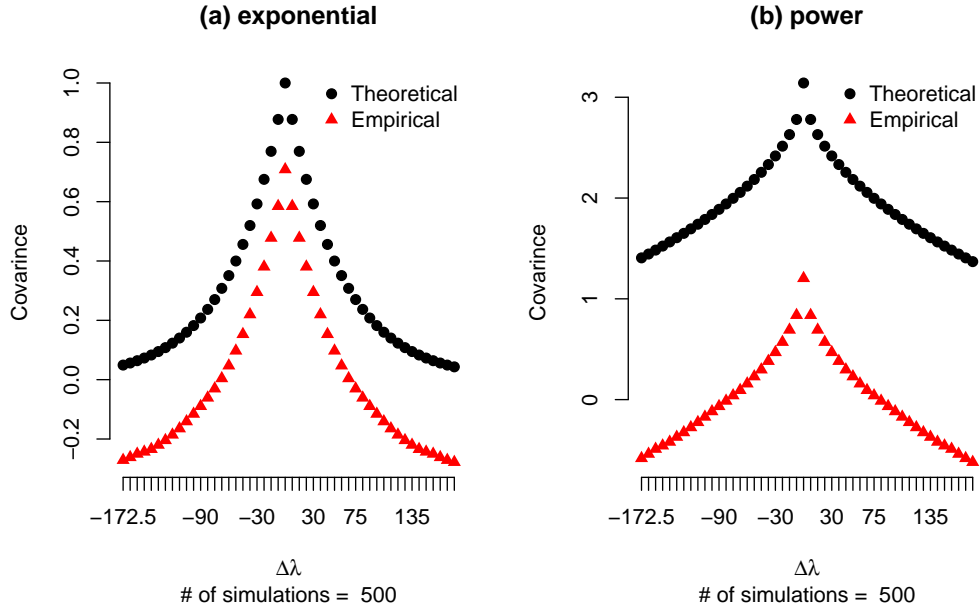 (a) exponential
Covarince
1.0
0.8
0.6
0.4
0.2
0.0
−0.2
Theoretical
Empirical
−172.5 −90 −30 30 75 135
Δλ
# of simulations = 500
(b) power
Covarince
3
2
1
0
Theoretical
Empirical
−172.5 −90 −30 30 75 135
Δλ
# of simulations = 500